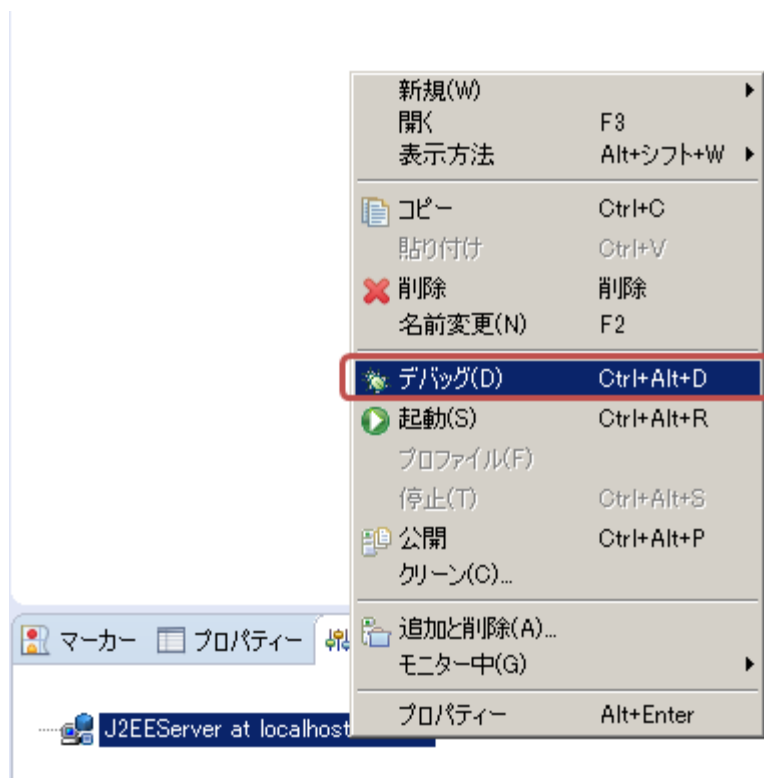 新規(W)
開く F3
表示方法 Alt+シフト+W
コピー Ctrl+C
貼り付け Ctrl+V
削除 削除
名前変更(N) F2
デバッグ(D) Ctrl+Alt+D
起動(S) Ctrl+Alt+R
プロファイル(F)
停止(T) Ctrl+Alt+S
公開 Ctrl+Alt+P
クリーン(C)...
追加と削除(A)...
モニター中(G)
プロパティー Alt+Enter
マーカー プロパティー
J2EEServer at localhost